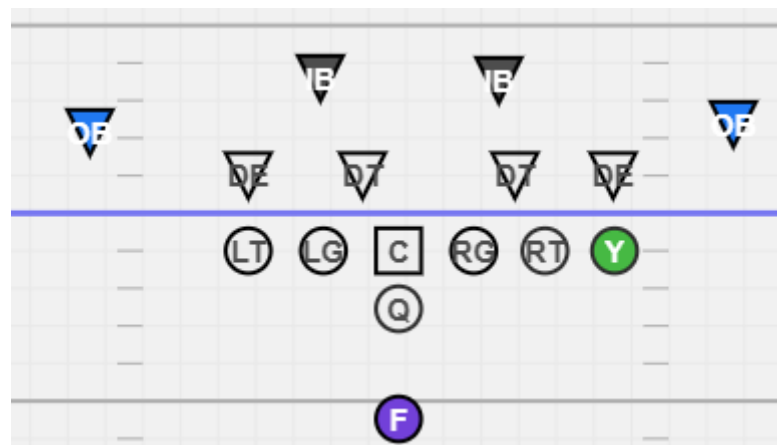 IB IB
OB OB
DE DT DT DE
LT LG C RG RT Y
Q
F